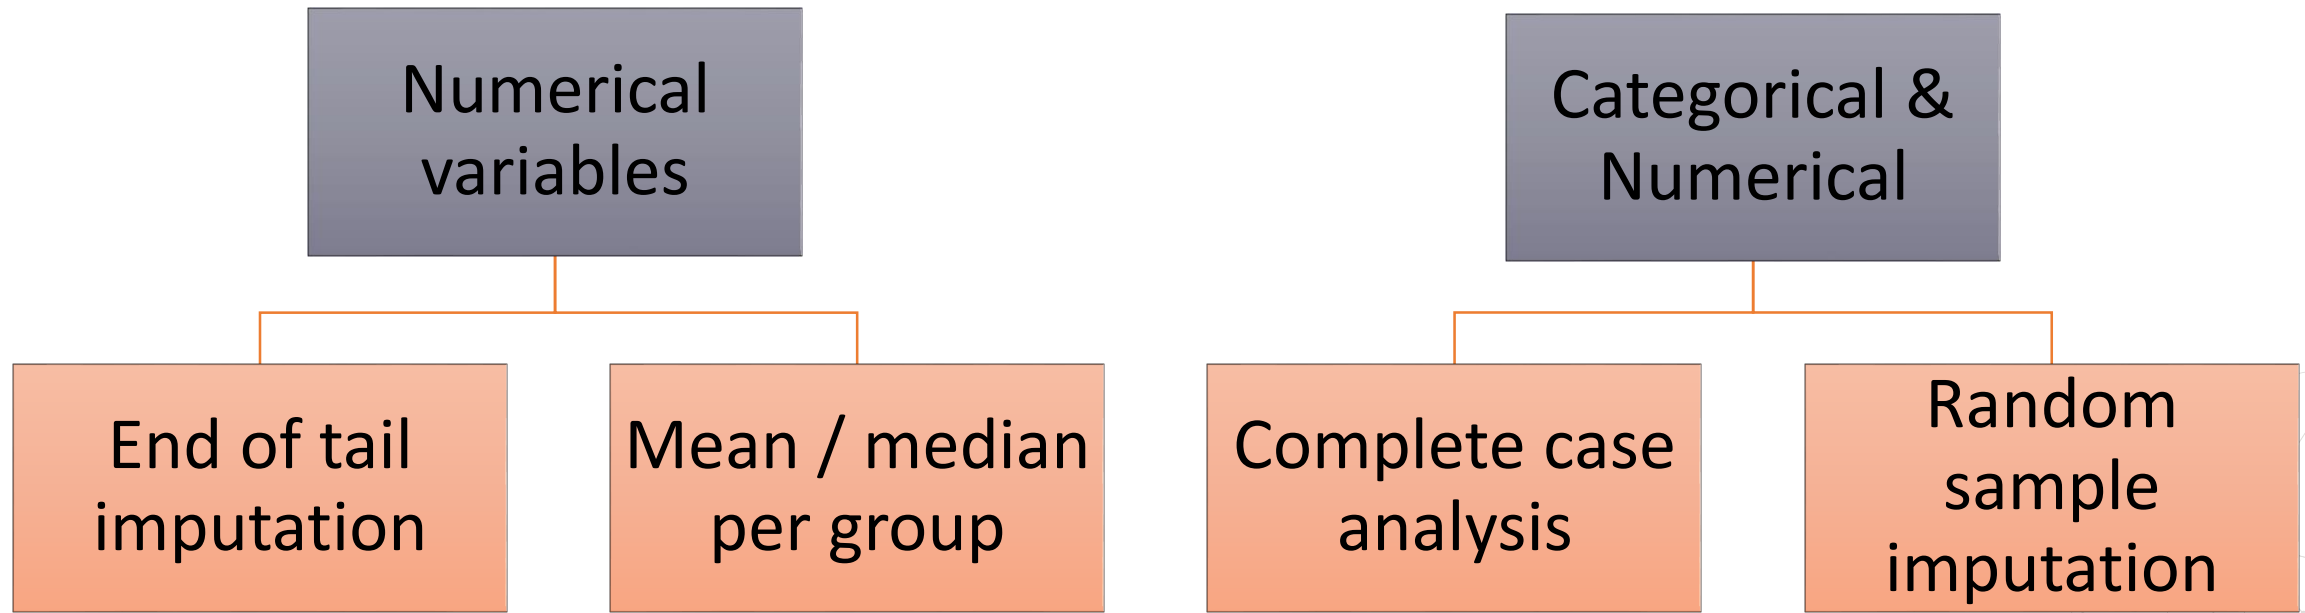 Numerical
variables
Categorical &
Numerical
End of tail
imputation
Mean / median
per group
Complete case
analysis
Random
sample
imputation